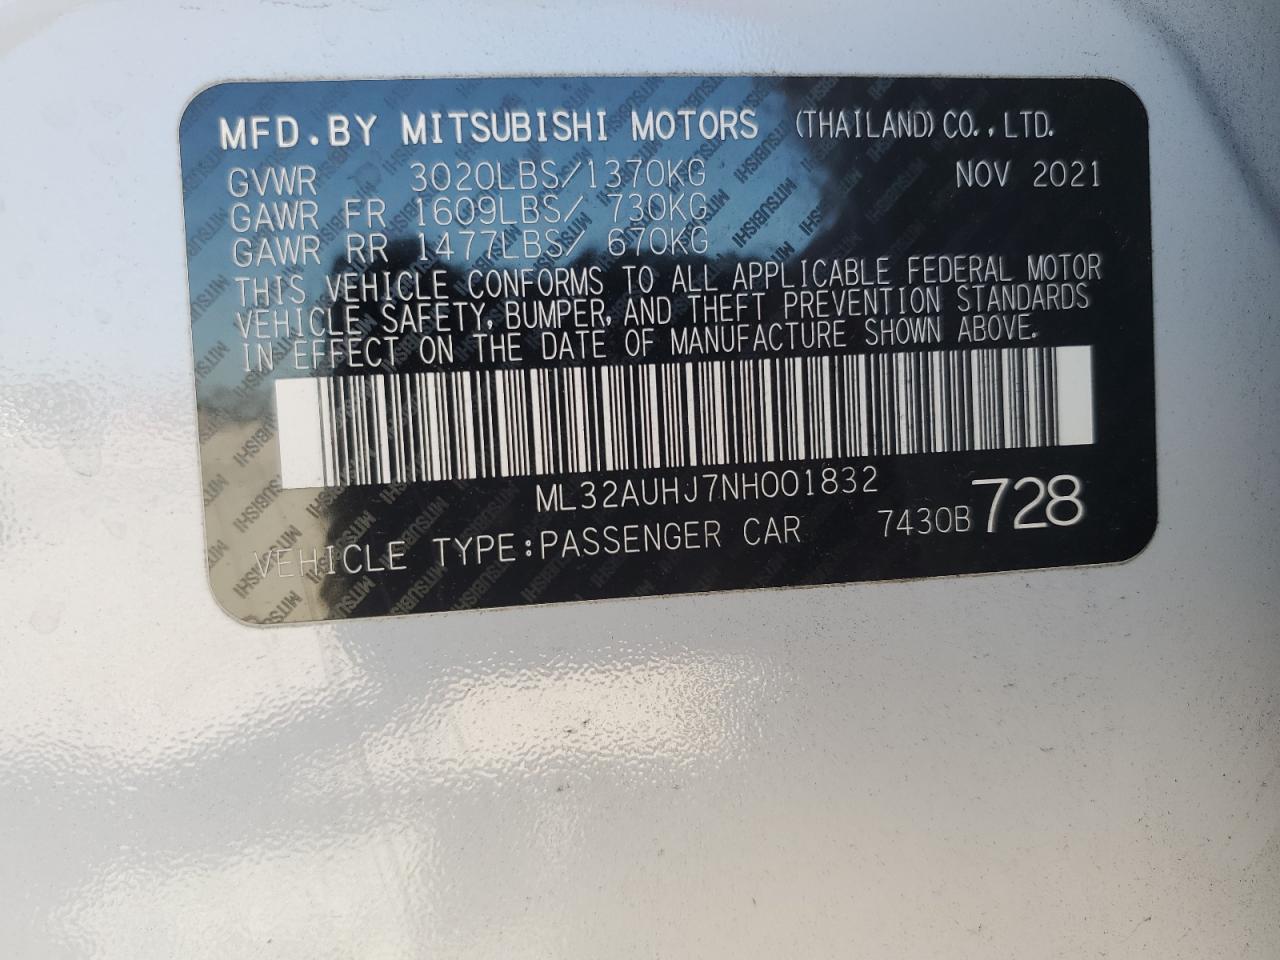 MFD.BY MITSUBISHI MOTORS (THAILAND) CO.,LTD.
GVWR 3020LBS/1370KG NOV 2021
GAWR FR 1609LBS/ 730KG
GAWR RR 1477LBS/ 670KG
THIS VEHICLE CONFORMS TO ALL APPLICABLE FEDERAL MOTOR
VEHICLE SAFETY, BUMPER, AND THEFT PREVENTION STANDARDS
IN EFFECT ON THE DATE OF MANUFACTURE SHOWN ABOVE.
ML32AUHJ7NH001832
VEHICLE TYPE:PASSENGER CAR 7430B 728